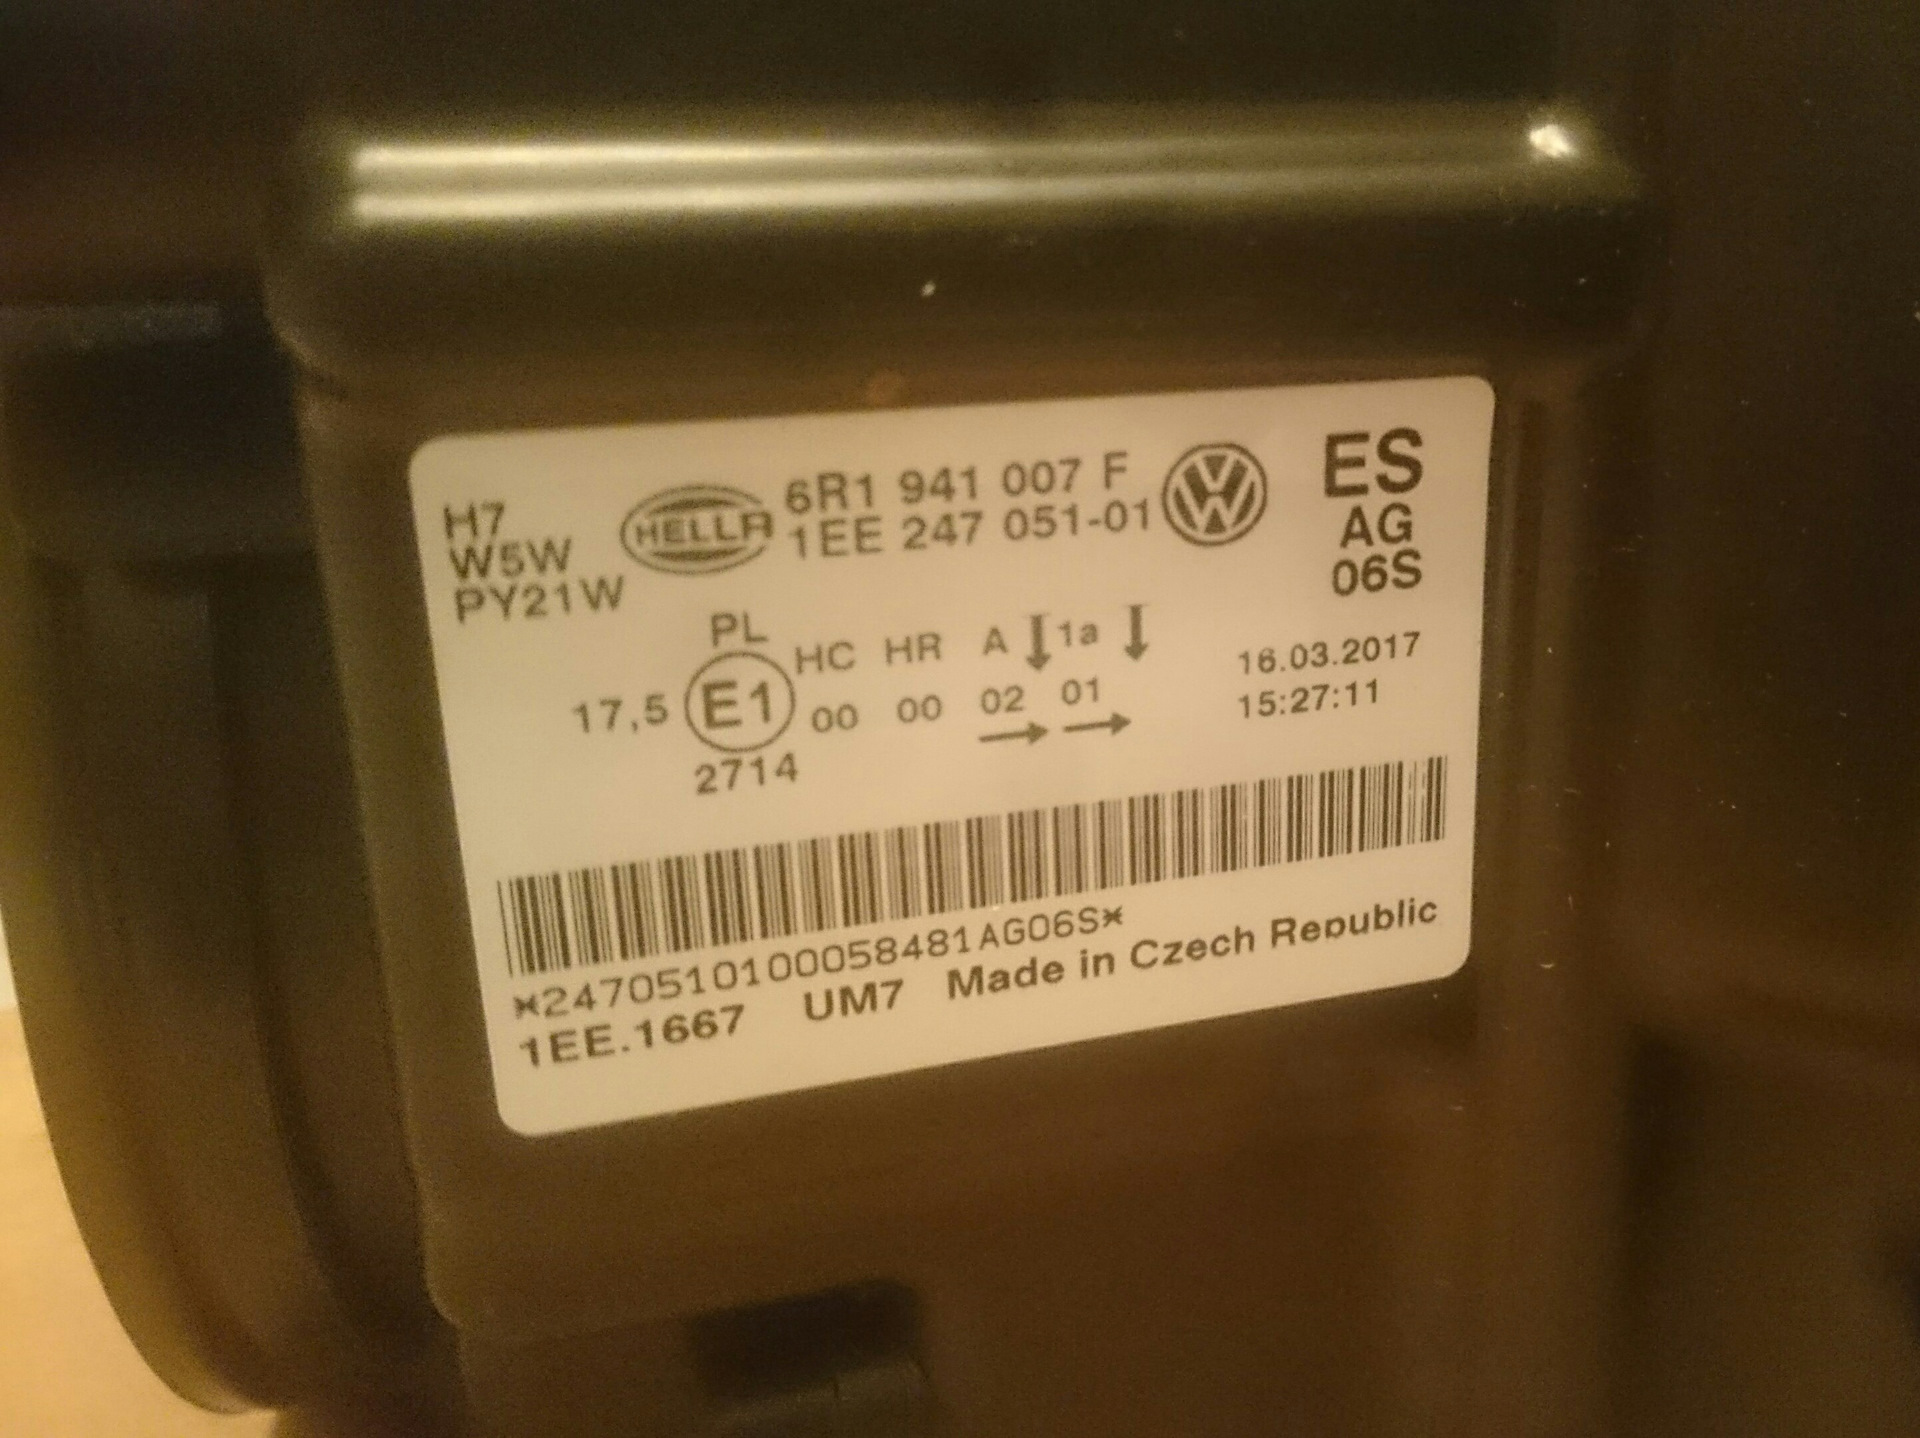 H7
W5W
PY21W
HELLA
6R1 941 007 F
1EE 247 051-01
ES
AG
06S
PL
HC HR A ↓ 1a ↓
17,5 E1 00 00 02 01
→ →
2714
16.03.2017
15:27:11
*2470510100058481AG06S*
1EE.1667 UM7 Made in Czech Republic